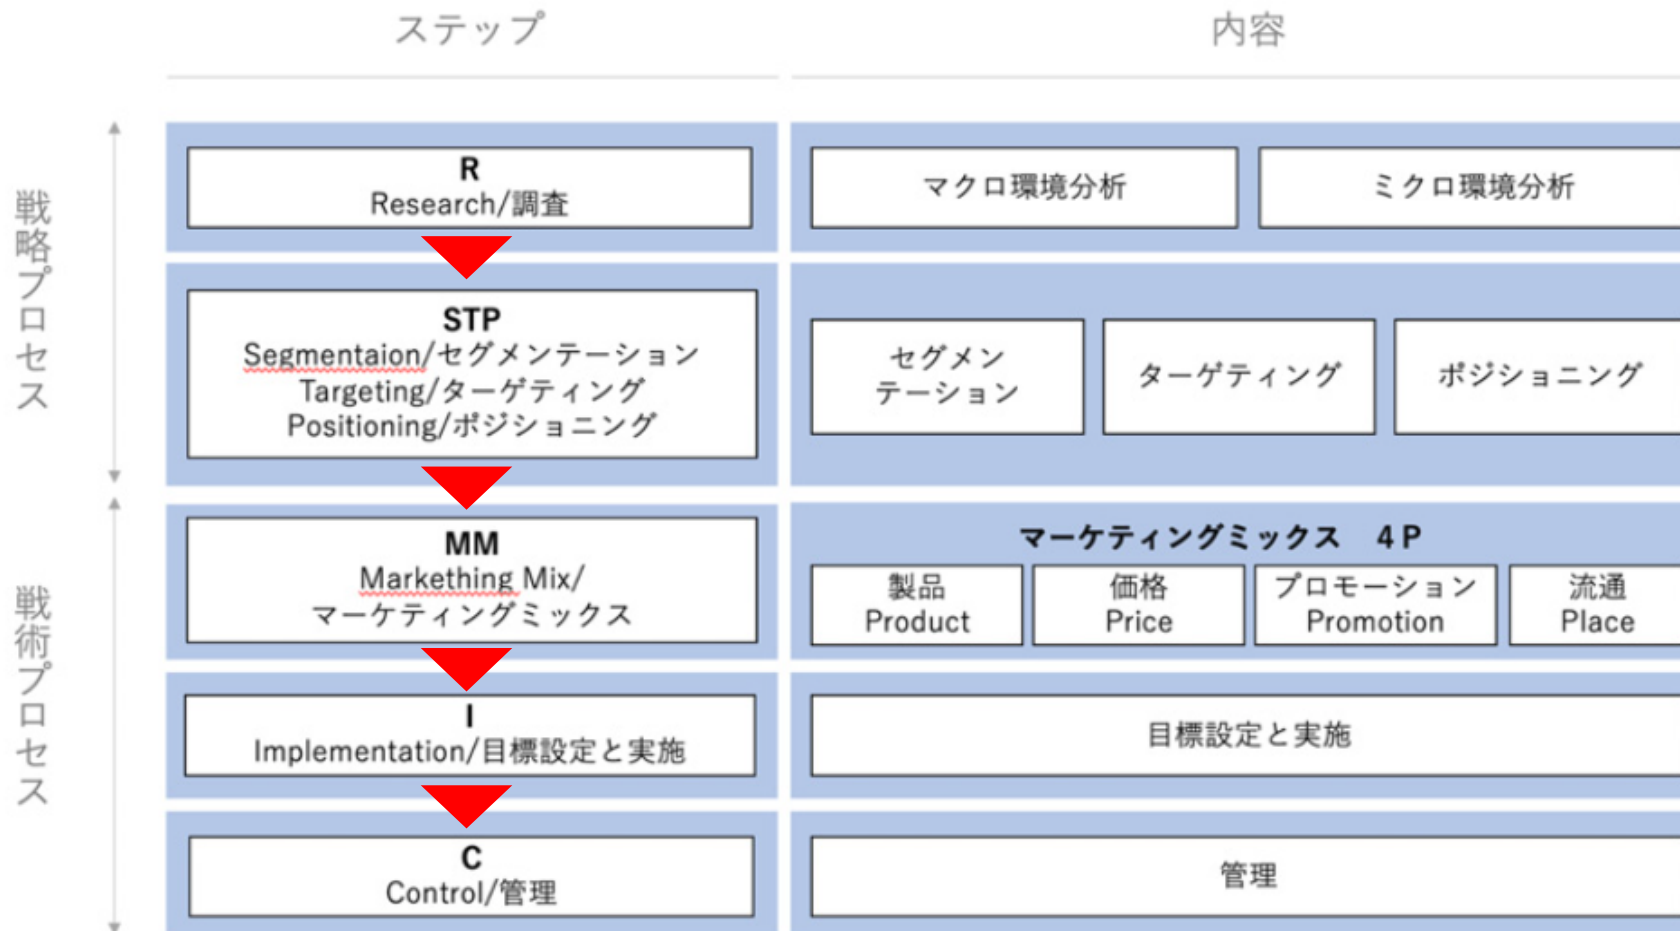 ステップ
内容
戦略プロセス
R
Research/調査
マクロ環境分析
ミクロ環境分析
STP
Segmentaion/セグメンテーション
Targeting/ターゲティング
Positioning/ポジショニング
セグメン
テーション
ターゲティング
ポジショニング
戦術プロセス
MM
Markething Mix/
マーケティングミックス
マーケティングミックス　4P
製品
Product
価格
Price
プロモーション
Promotion
流通
Place
I
Implementation/目標設定と実施
目標設定と実施
C
Control/管理
管理